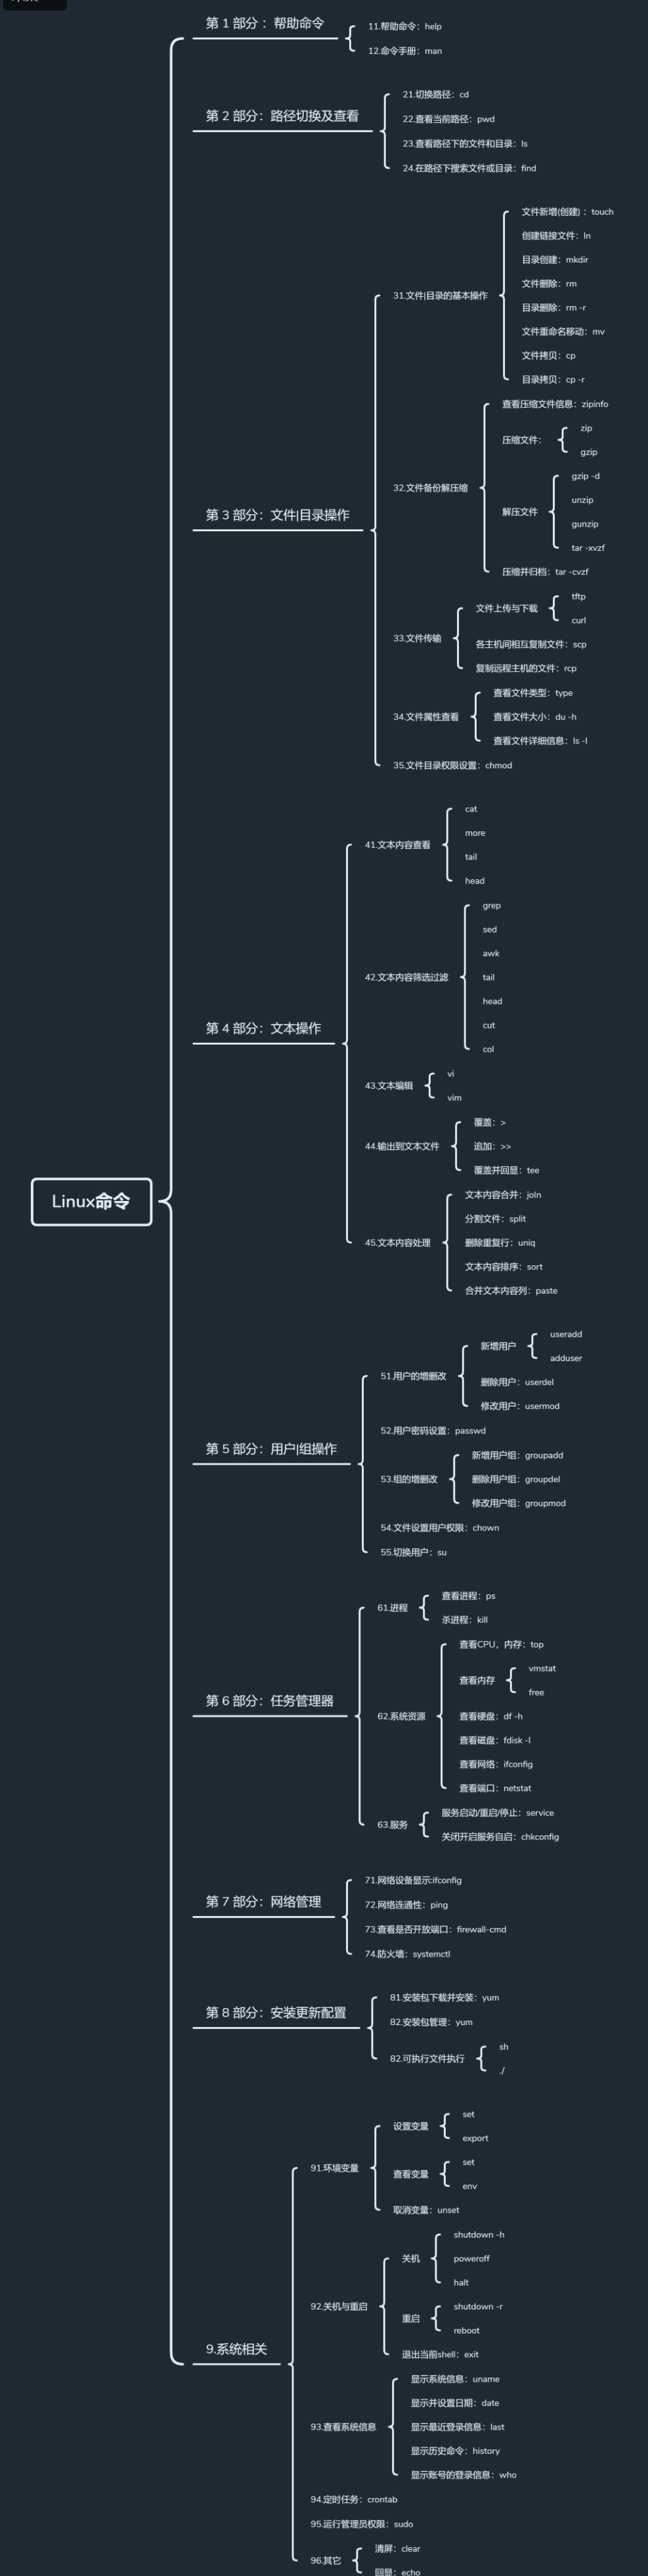 Linux命令
第 1 部分 ：帮助命令
11.帮助命令：help
12.命令手册：man
第 2 部分：路径切换及查看
21.切换路径：cd
22.查看当前路径：pwd
23.查看路径下的文件和目录：ls
24.在路径下搜索文件或目录：find
第 3 部分：文件|目录操作
31.文件|目录的基本操作
文件新增(创建) ：touch
创建链接文件：ln
目录创建：mkdir
文件删除：rm
目录删除：rm -r
文件重命名移动：mv
文件拷贝：cp
目录拷贝：cp -r
32.文件备份解压缩
查看压缩文件信息：zipinfo
压缩文件：
zip
gzip
解压文件
gzip -d
unzip
gunzip
tar -xvzf
压缩并归档：tar -cvzf
33.文件传输
文件上传与下载
tftp
curl
各主机间相互复制文件：scp
复制远程主机的文件：rcp
34.文件属性查看
查看文件类型：type
查看文件大小：du -h
查看文件详细信息：ls -l
35.文件目录权限设置：chmod
第 4 部分：文本操作
41.文本内容查看
cat
more
tail
head
42.文本内容筛选过滤
grep
sed
awk
tail
head
cut
col
43.文本编辑
vi
vim
44.输出到文本文件
覆盖：>
追加：>>
覆盖并回显：tee
45.文本内容处理
文本内容合并：joln
分割文件：split
删除重复行：uniq
文本内容排序：sort
合并文本内容列：paste
第 5 部分：用户|组操作
51.用户的增删改
新增用户
useradd
adduser
删除用户：userdel
修改用户：usermod
52.用户密码设置：passwd
53.组的增删改
新增用户组：groupadd
删除用户组：groupdel
修改用户组：groupmod
54.文件设置用户权限：chown
55.切换用户：su
第 6 部分：任务管理器
61.进程
查看进程：ps
杀进程：kill
62.系统资源
查看CPU，内存：top
查看内存
vmstat
free
查看硬盘：df -h
查看磁盘：fdisk -l
查看网络：ifconfig
查看端口：netstat
63.服务
服务启动/重启/停止：service
关闭开启服务自启：chkconfig
第 7 部分：网络管理
71.网络设备显示:ifconfig
72.网络连通性：ping
73.查看是否开放端口：firewall-cmd
74.防火墙：systemctl
第 8 部分：安装更新配置
81.安装包下载并安装：yum
82.安装包管理：yum
82.可执行文件执行
sh
./
9.系统相关
91.环境变量
设置变量
set
export
查看变量
set
env
取消变量：unset
92.关机与重启
关机
shutdown -h
poweroff
halt
重启
shutdown -r
reboot
退出当前shell：exit
93.查看系统信息
显示系统信息：uname
显示并设置日期：date
显示最近登录信息：last
显示历史命令：history
显示账号的登录信息：who
94.定时任务：crontab
95.运行管理员权限：sudo
96.其它
清屏：clear
回显：echo